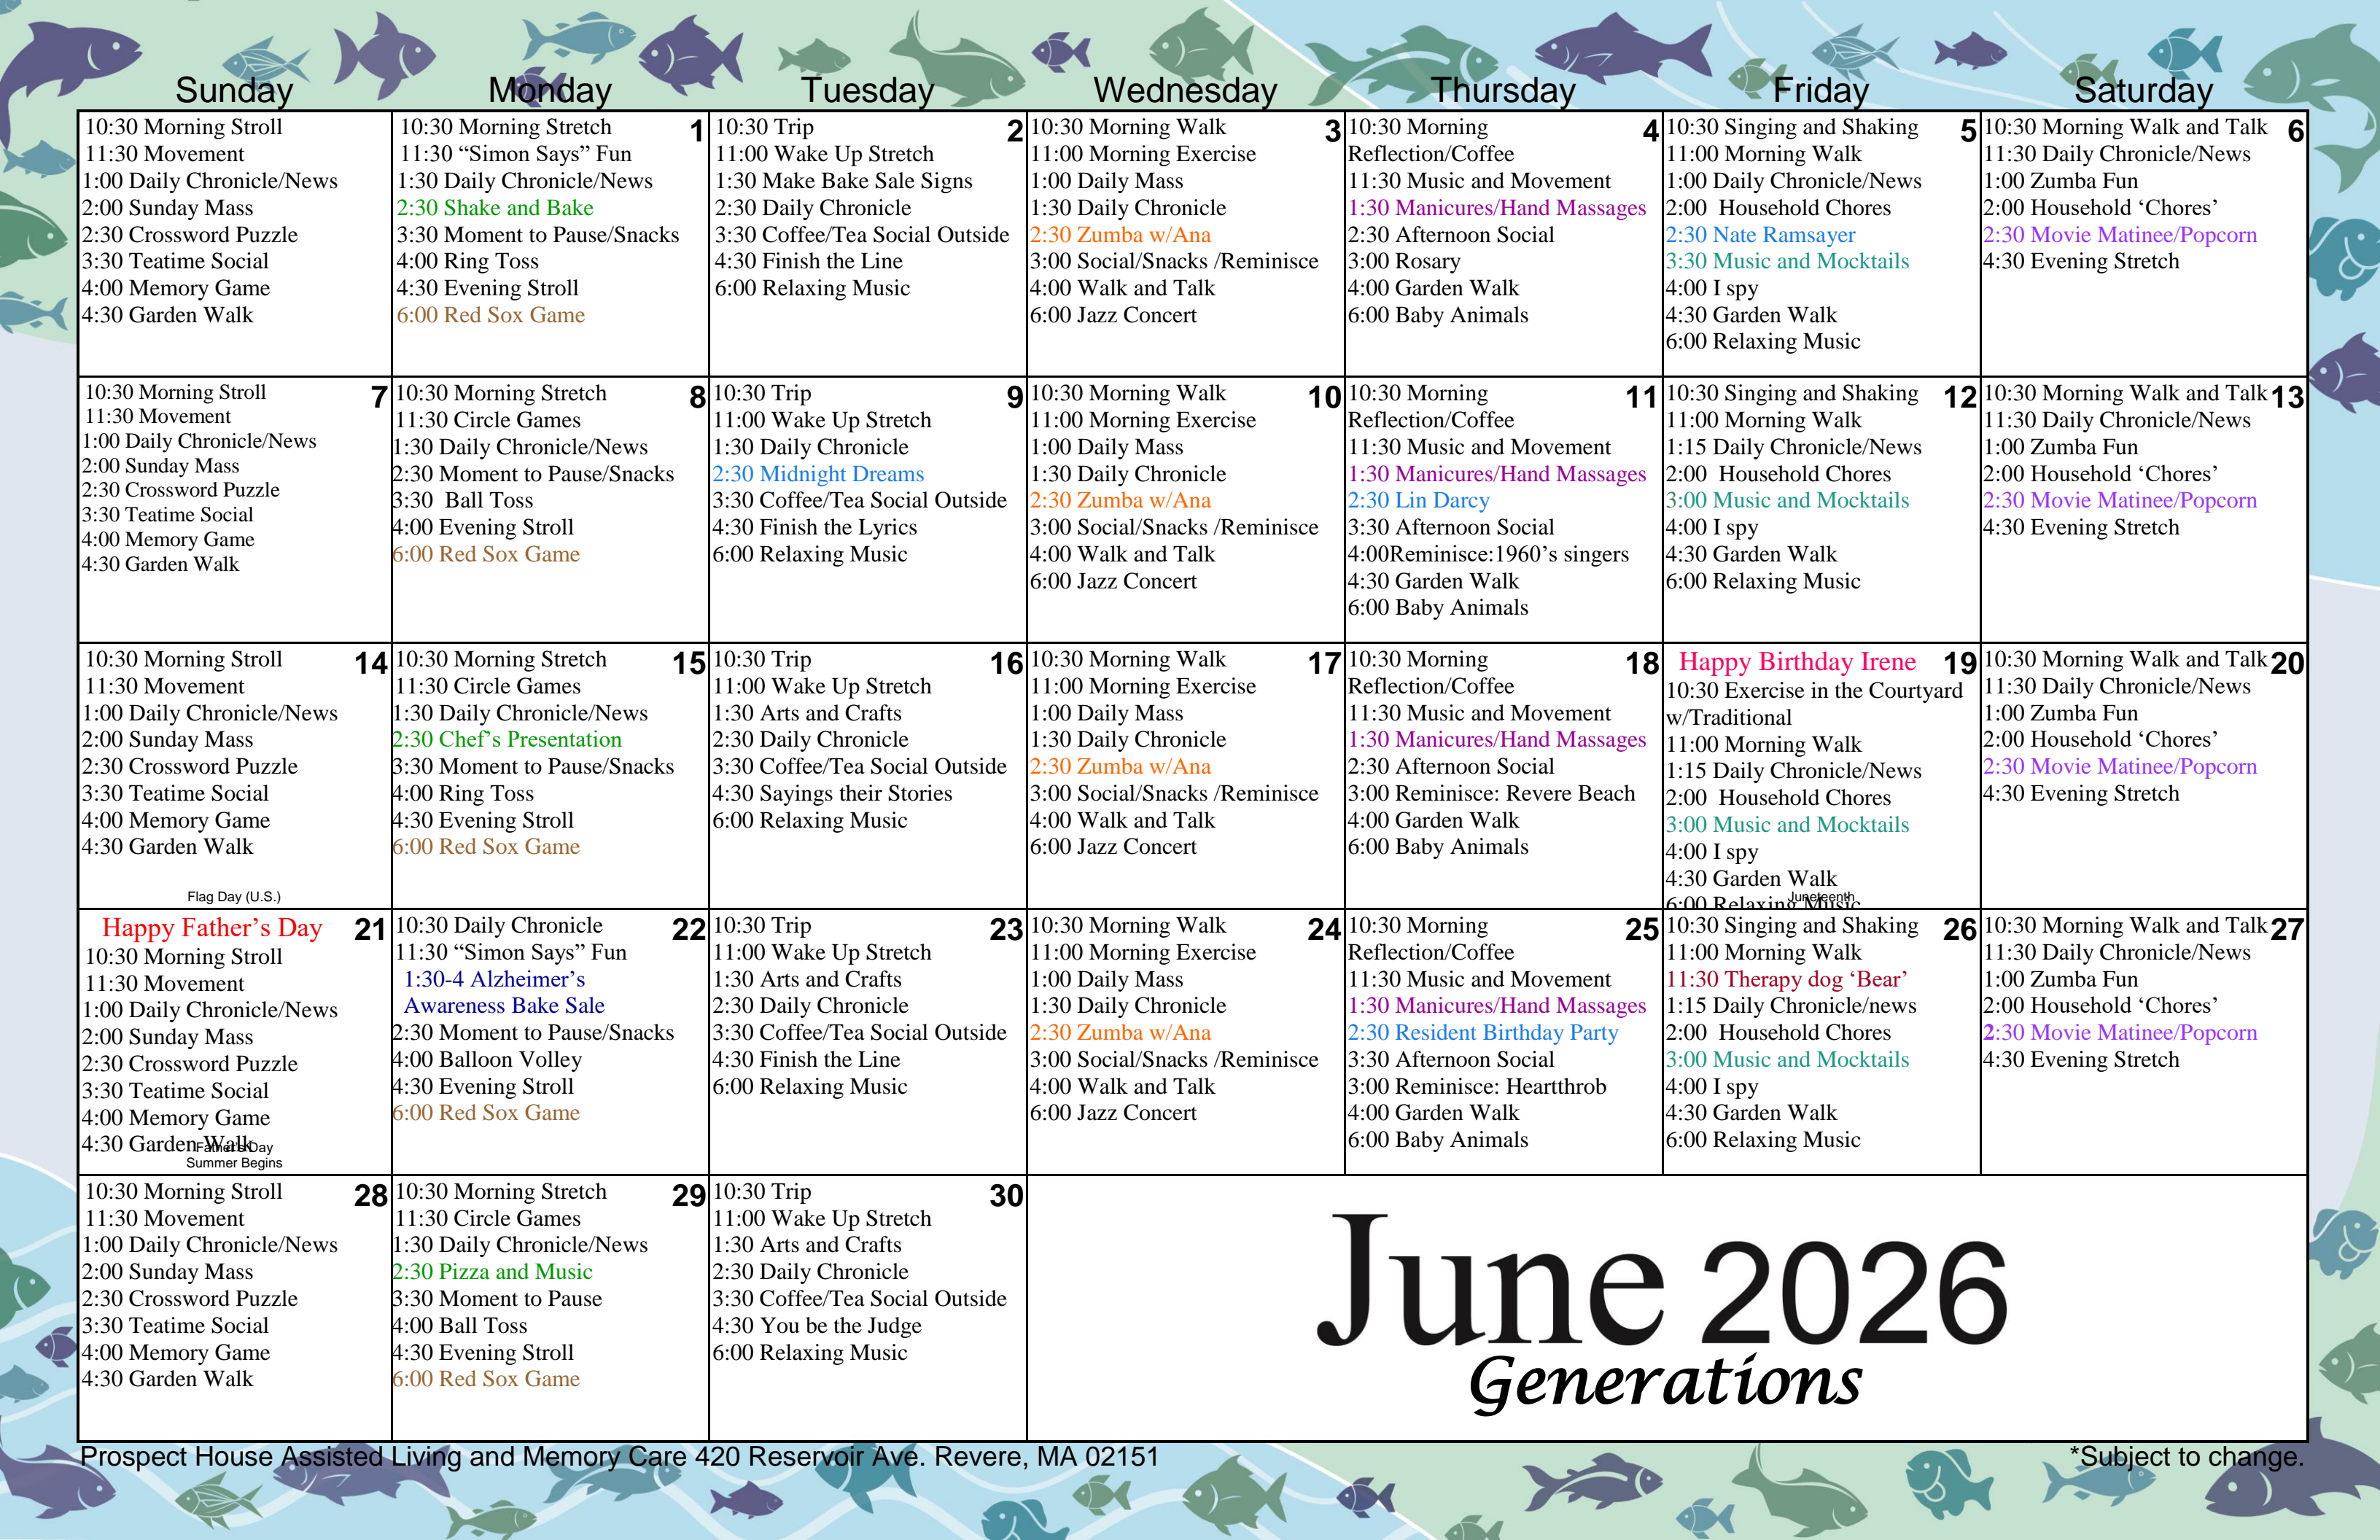 Sunday Monday Tuesday Wednesday Thursday Friday Saturday
10:30 Morning Stroll
11:30 Movement
1:00 Daily Chronicle/News
2:00 Sunday Mass
2:30 Crossword Puzzle
3:30 Teatime Social
4:00 Memory Game
4:30 Garden Walk
1
10:30 Morning Stretch
11:30 “Simon Says” Fun
1:30 Daily Chronicle/News
2:30 Shake and Bake
3:30 Moment to Pause/Snacks
4:00 Ring Toss
4:30 Evening Stroll
6:00 Red Sox Game
2
10:30 Trip
11:00 Wake Up Stretch
1:30 Make Bake Sale Signs
2:30 Daily Chronicle
3:30 Coffee/Tea Social Outside
4:30 Finish the Line
6:00 Relaxing Music
3
10:30 Morning Walk
11:00 Morning Exercise
1:00 Daily Mass
1:30 Daily Chronicle
2:30 Zumba w/Ana
3:00 Social/Snacks /Reminisce
4:00 Walk and Talk
6:00 Jazz Concert
4
10:30 Morning
Reflection/Coffee
11:30 Music and Movement
1:30 Manicures/Hand Massages
2:30 Afternoon Social
3:00 Rosary
4:00 Garden Walk
6:00 Baby Animals
5
10:30 Singing and Shaking
11:00 Morning Walk
1:00 Daily Chronicle/News
2:00  Household Chores
2:30 Nate Ramsayer
3:30 Music and Mocktails
4:00 I spy
4:30 Garden Walk
6:00 Relaxing Music
6
10:30 Morning Walk and Talk
11:30 Daily Chronicle/News
1:00 Zumba Fun
2:00 Household ‘Chores’
2:30 Movie Matinee/Popcorn
4:30 Evening Stretch
7
10:30 Morning Stroll
11:30 Movement
1:00 Daily Chronicle/News
2:00 Sunday Mass
2:30 Crossword Puzzle
3:30 Teatime Social
4:00 Memory Game
4:30 Garden Walk
8
10:30 Morning Stretch
11:30 Circle Games
1:30 Daily Chronicle/News
2:30 Moment to Pause/Snacks
3:30  Ball Toss
4:00 Evening Stroll
6:00 Red Sox Game
9
10:30 Trip
11:00 Wake Up Stretch
1:30 Daily Chronicle
2:30 Midnight Dreams
3:30 Coffee/Tea Social Outside
4:30 Finish the Lyrics
6:00 Relaxing Music
10
10:30 Morning Walk
11:00 Morning Exercise
1:00 Daily Mass
1:30 Daily Chronicle
2:30 Zumba w/Ana
3:00 Social/Snacks /Reminisce
4:00 Walk and Talk
6:00 Jazz Concert
11
10:30 Morning
Reflection/Coffee
11:30 Music and Movement
1:30 Manicures/Hand Massages
2:30 Lin Darcy
3:30 Afternoon Social
4:00Reminisce:1960’s singers
4:30 Garden Walk
6:00 Baby Animals
12
10:30 Singing and Shaking
11:00 Morning Walk
1:15 Daily Chronicle/News
2:00  Household Chores
3:00 Music and Mocktails
4:00 I spy
4:30 Garden Walk
6:00 Relaxing Music
13
10:30 Morning Walk and Talk
11:30 Daily Chronicle/News
1:00 Zumba Fun
2:00 Household ‘Chores’
2:30 Movie Matinee/Popcorn
4:30 Evening Stretch
14
10:30 Morning Stroll
11:30 Movement
1:00 Daily Chronicle/News
2:00 Sunday Mass
2:30 Crossword Puzzle
3:30 Teatime Social
4:00 Memory Game
4:30 Garden Walk
Flag Day (U.S.)
15
10:30 Morning Stretch
11:30 Circle Games
1:30 Daily Chronicle/News
2:30 Chef’s Presentation
3:30 Moment to Pause/Snacks
4:00 Ring Toss
4:30 Evening Stroll
6:00 Red Sox Game
16
10:30 Trip
11:00 Wake Up Stretch
1:30 Arts and Crafts
2:30 Daily Chronicle
3:30 Coffee/Tea Social Outside
4:30 Sayings their Stories
6:00 Relaxing Music
17
10:30 Morning Walk
11:00 Morning Exercise
1:00 Daily Mass
1:30 Daily Chronicle
2:30 Zumba w/Ana
3:00 Social/Snacks /Reminisce
4:00 Walk and Talk
6:00 Jazz Concert
18
10:30 Morning
Reflection/Coffee
11:30 Music and Movement
1:30 Manicures/Hand Massages
2:30 Afternoon Social
3:00 Reminisce: Revere Beach
4:00 Garden Walk
6:00 Baby Animals
19
Happy Birthday Irene
10:30 Exercise in the Courtyard
w/Traditional
11:00 Morning Walk
1:15 Daily Chronicle/News
2:00  Household Chores
3:00 Music and Mocktails
4:00 I spy
4:30 Garden Walk
6:00 Relaxing Music
Juneteenth
20
10:30 Morning Walk and Talk
11:30 Daily Chronicle/News
1:00 Zumba Fun
2:00 Household ‘Chores’
2:30 Movie Matinee/Popcorn
4:30 Evening Stretch
21
Happy Father’s Day
10:30 Morning Stroll
11:30 Movement
1:00 Daily Chronicle/News
2:00 Sunday Mass
2:30 Crossword Puzzle
3:30 Teatime Social
4:00 Memory Game
4:30 Garden Walk
Father's Day
Summer Begins
22
10:30 Daily Chronicle
11:30 “Simon Says” Fun
1:30-4 Alzheimer’s
Awareness Bake Sale
2:30 Moment to Pause/Snacks
4:00 Balloon Volley
4:30 Evening Stroll
6:00 Red Sox Game
23
10:30 Trip
11:00 Wake Up Stretch
1:30 Arts and Crafts
2:30 Daily Chronicle
3:30 Coffee/Tea Social Outside
4:30 Finish the Line
6:00 Relaxing Music
24
10:30 Morning Walk
11:00 Morning Exercise
1:00 Daily Mass
1:30 Daily Chronicle
2:30 Zumba w/Ana
3:00 Social/Snacks /Reminisce
4:00 Walk and Talk
6:00 Jazz Concert
25
10:30 Morning
Reflection/Coffee
11:30 Music and Movement
1:30 Manicures/Hand Massages
2:30 Resident Birthday Party
3:30 Afternoon Social
3:00 Reminisce: Heartthrob
4:00 Garden Walk
6:00 Baby Animals
26
10:30 Singing and Shaking
11:00 Morning Walk
11:30 Therapy dog ‘Bear’
1:15 Daily Chronicle/news
2:00  Household Chores
3:00 Music and Mocktails
4:00 I spy
4:30 Garden Walk
6:00 Relaxing Music
27
10:30 Morning Walk and Talk
11:30 Daily Chronicle/News
1:00 Zumba Fun
2:00 Household ‘Chores’
2:30 Movie Matinee/Popcorn
4:30 Evening Stretch
28
10:30 Morning Stroll
11:30 Movement
1:00 Daily Chronicle/News
2:00 Sunday Mass
2:30 Crossword Puzzle
3:30 Teatime Social
4:00 Memory Game
4:30 Garden Walk
29
10:30 Morning Stretch
11:30 Circle Games
1:30 Daily Chronicle/News
2:30 Pizza and Music
3:30 Moment to Pause
4:00 Ball Toss
4:30 Evening Stroll
6:00 Red Sox Game
30
10:30 Trip
11:00 Wake Up Stretch
1:30 Arts and Crafts
2:30 Daily Chronicle
3:30 Coffee/Tea Social Outside
4:30 You be the Judge
6:00 Relaxing Music
June 2026
Generations
Prospect House Assisted Living and Memory Care 420 Reservoir Ave. Revere, MA 02151
*Subject to change.